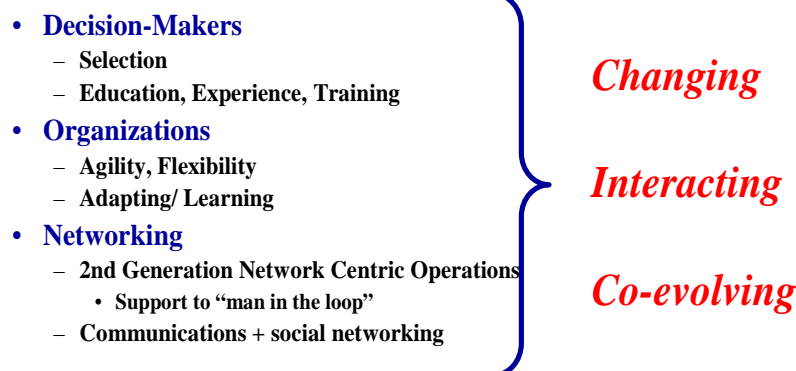 • Decision-Makers
– Selection
– Education, Experience, Training
• Organizations
– Agility, Flexibility
– Adapting/ Learning
• Networking
– 2nd Generation Network Centric Operations
• Support to “man in the loop”
– Communications + social networking
Changing
Interacting
Co-evolving